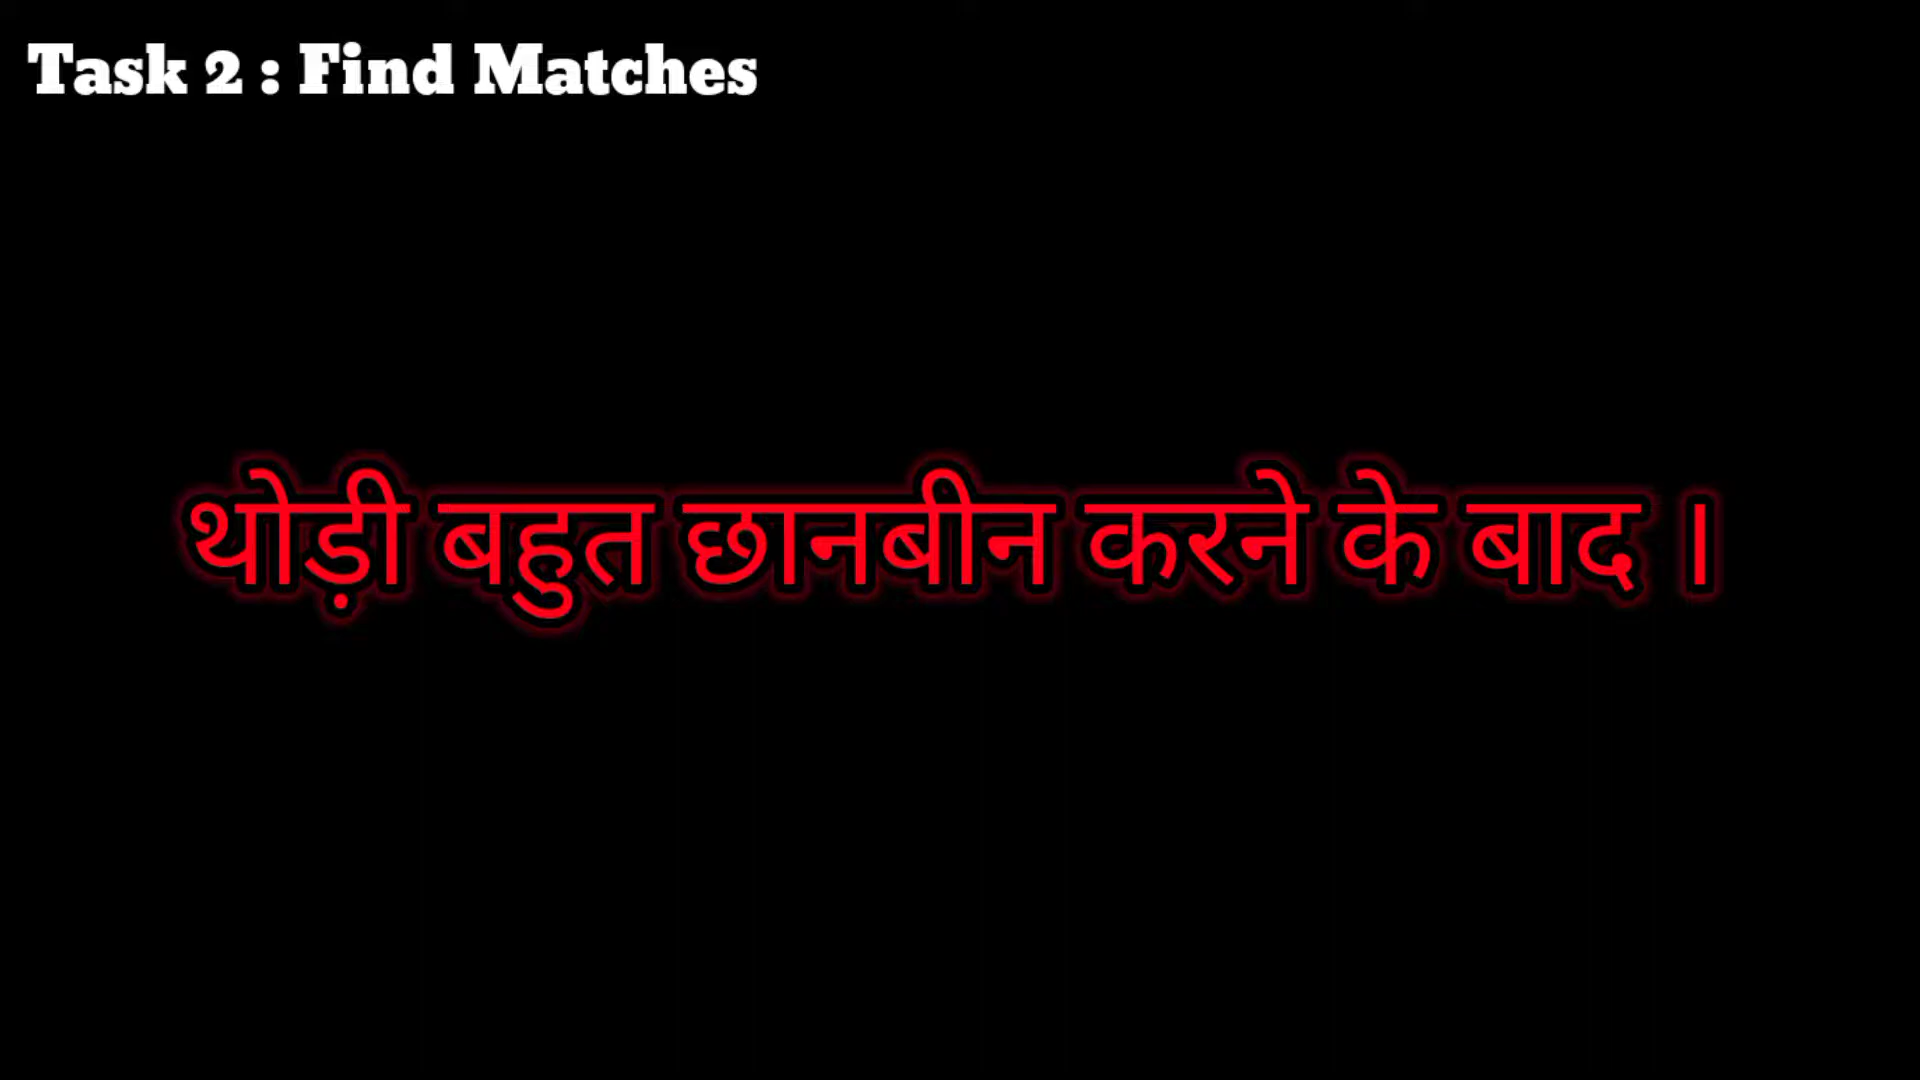 Task 2 : Find Matches
थोड़ी बहुत छानबीन करने के बाद ।